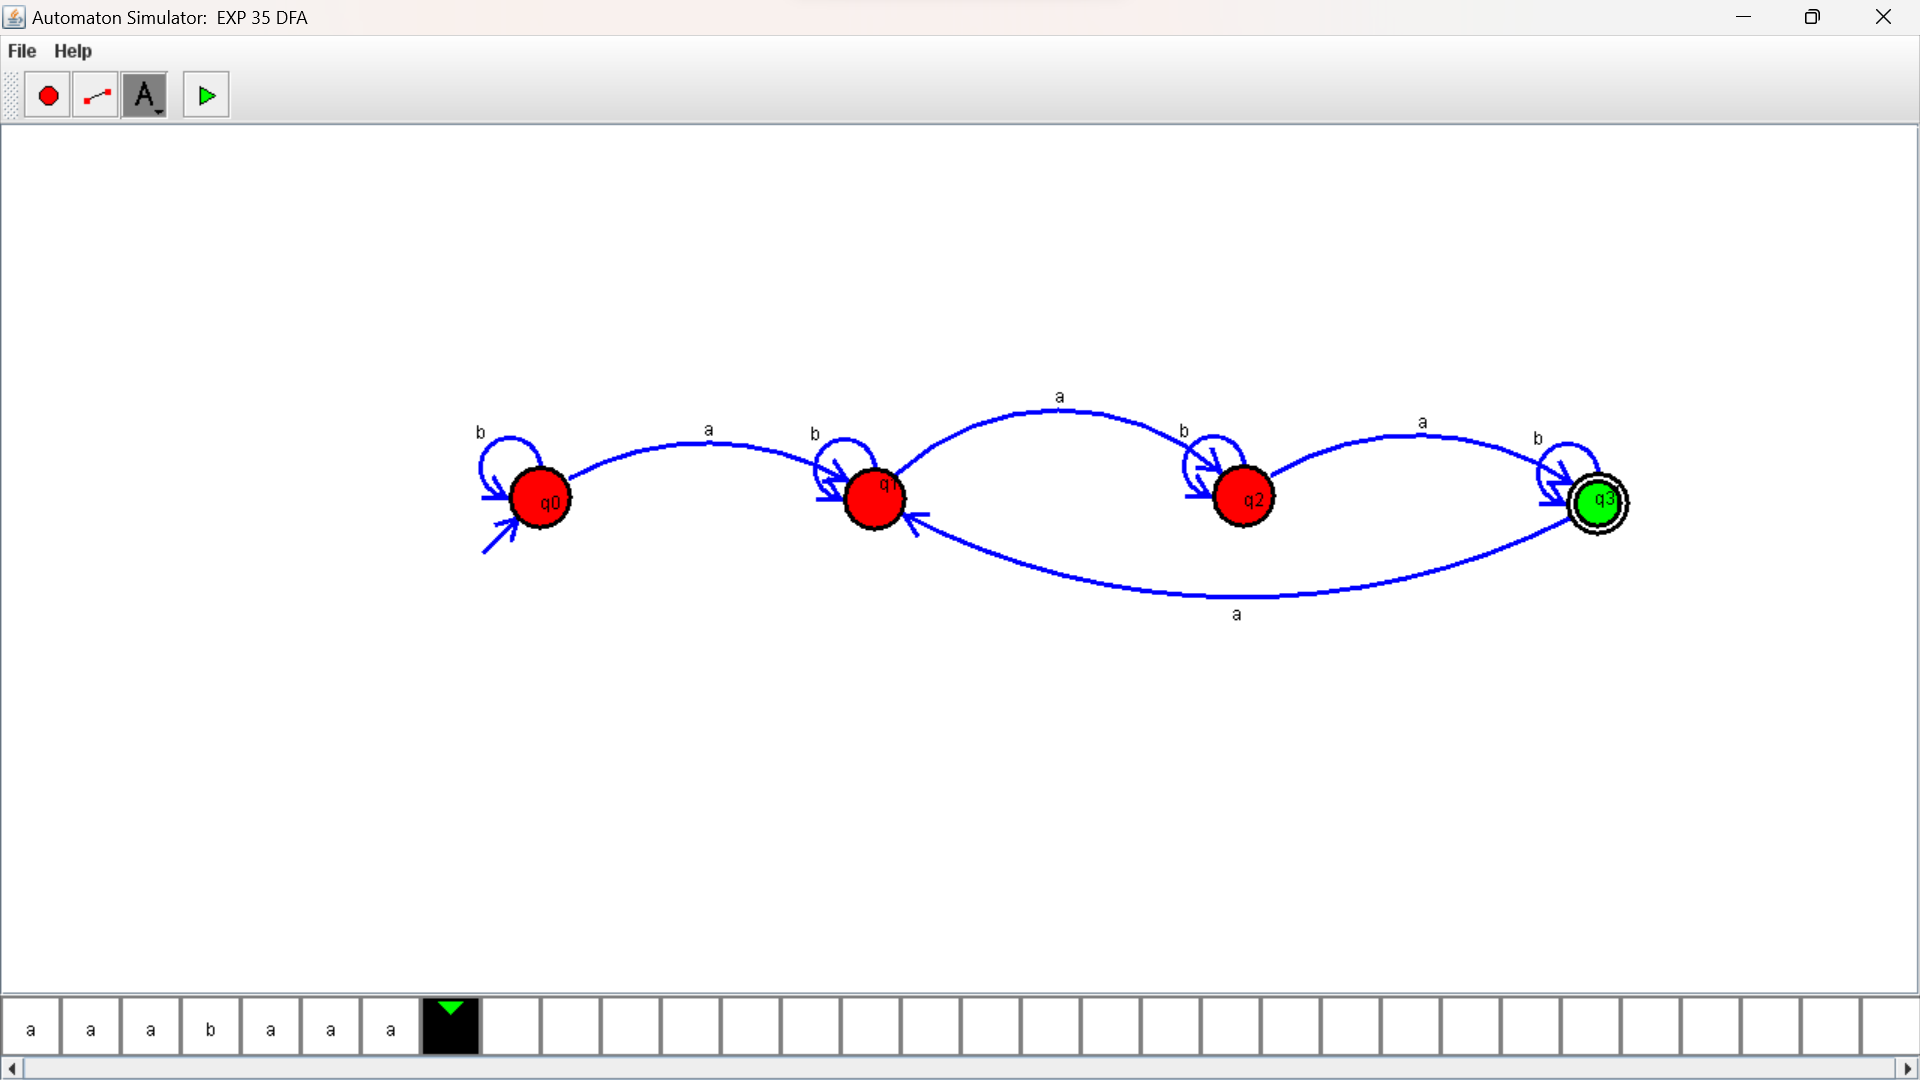 Automaton Simulator: EXP 35 DFA
File Help
A
a
a
b a b b a b
q0 q1 q2 q3
a
a a a b a a a